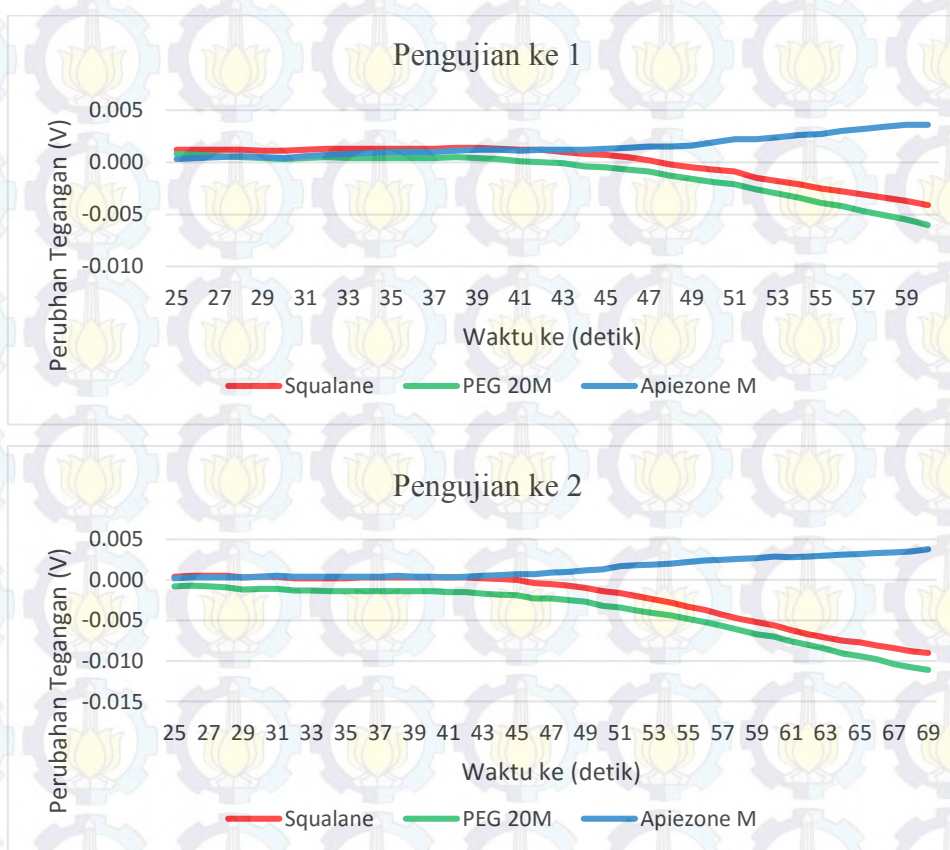 Pengujian ke 1
Perubhan Tegangan (V)
0.005
0.000
-0.005
-0.010
25 27 29 31 33 35 37 39 41 43 45 47 49 51 53 55 57 59
Waktu ke (detik)
Squalane PEG 20M Apiezone M
Pengujian ke 2
Perubahan Tegangan (V)
0.005
0.000
-0.005
-0.010
-0.015
25 27 29 31 33 35 37 39 41 43 45 47 49 51 53 55 57 59 61 63 65 67 69
Waktu ke (detik)
Squalane PEG 20M Apiezone M